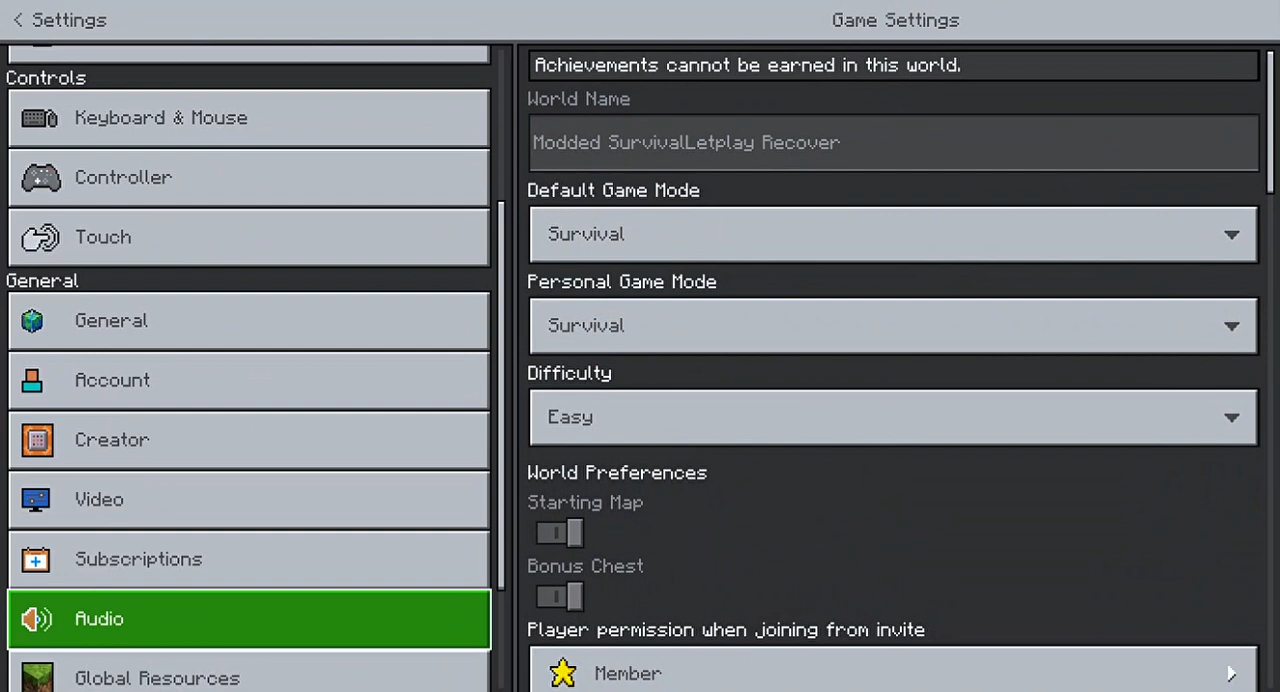 Settings
Game Settings
Controls
Keyboard & Mouse
Controller
Touch
General
General
Account
Creator
Video
Subscriptions
Audio
Global Resources
Achievements cannot be earned in this world.
World Name
Modded SurvivalLetplay Recover
Default Game Mode
Survival
Personal Game Mode
Survival
Difficulty
Easy
World Preferences
Starting Map
Bonus Chest
Player permission when joining from invite
Member